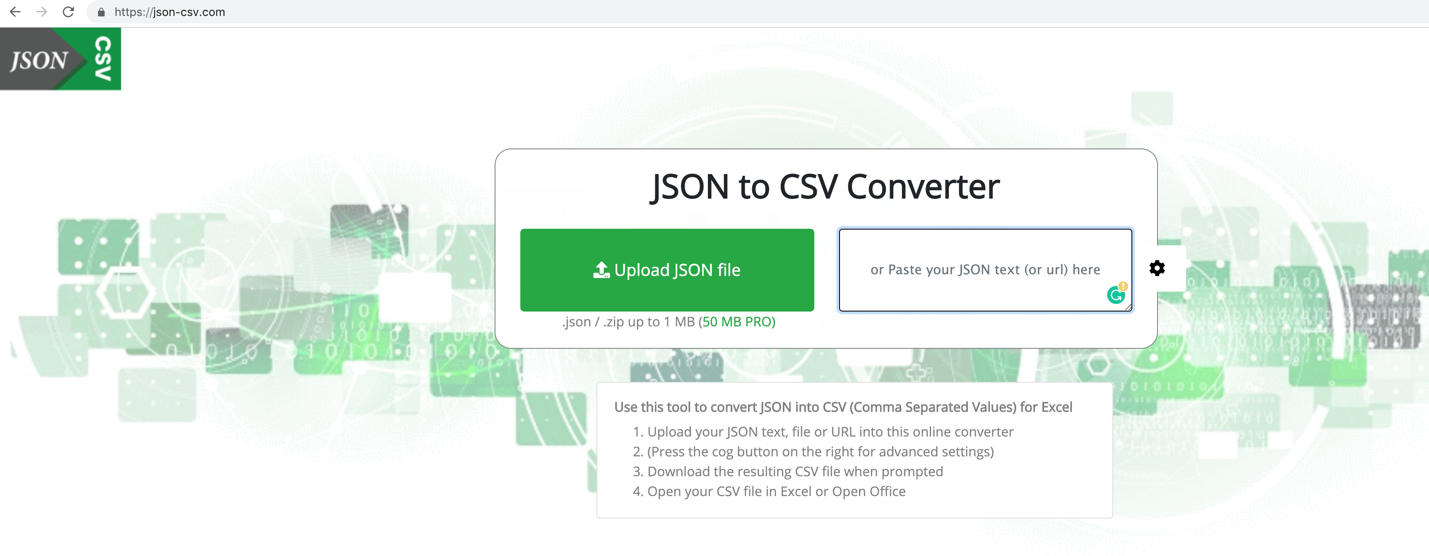 https://json-csv.com
JSON
CSV
JSON to CSV Converter
Upload JSON file
or Paste your JSON text (or url) here
.json / .zip up to 1 MB (50 MB PRO)
Use this tool to convert JSON into CSV (Comma Separated Values) for Excel
1. Upload your JSON text, file or URL into this online converter
2. (Press the cog button on the right for advanced settings)
3. Download the resulting CSV file when prompted
4. Open your CSV file in Excel or Open Office